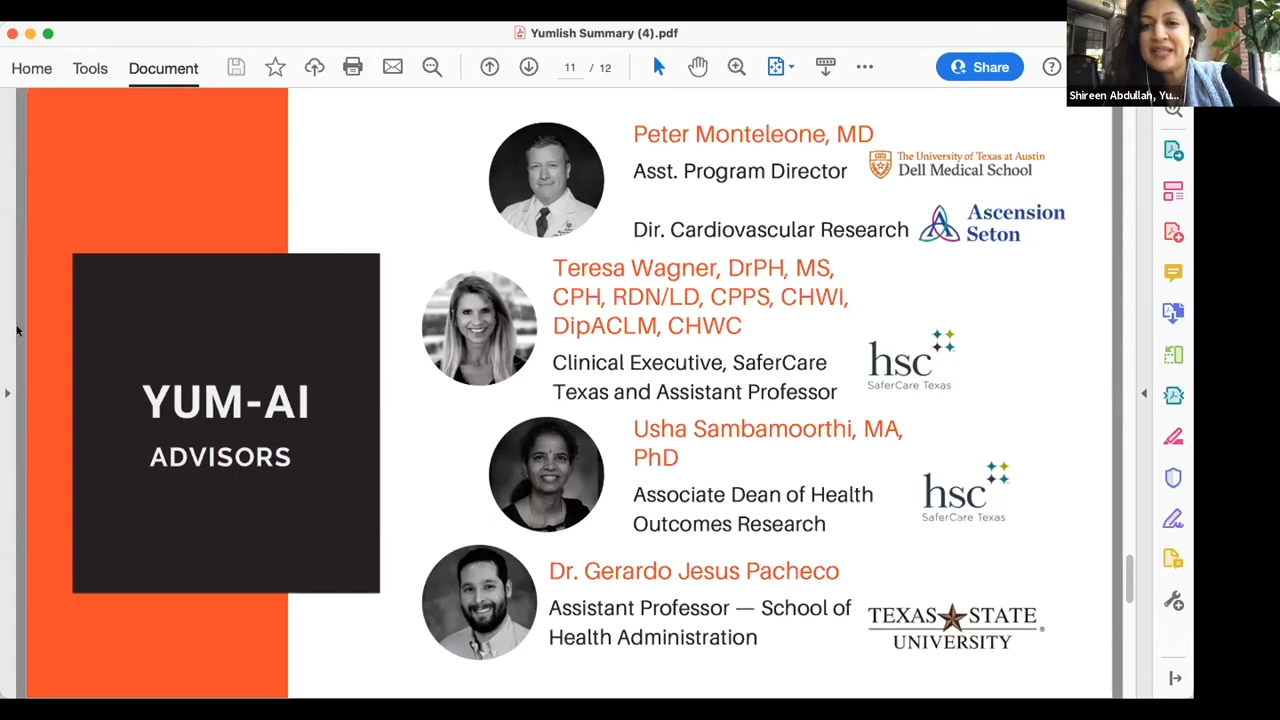 Yumlish Summary (4).pdf
Home Tools Document
11 / 12
Share
Shireen Abdullah, Yu...
Peter Monteleone, MD
Asst. Program Director
The University of Texas at Austin
Dell Medical School
Dir. Cardiovascular Research
Ascension
Seton
Teresa Wagner, DrPH, MS,
CPH, RDN/LD, CPPS, CHWI,
DipACLM, CHWC
Clinical Executive, SaferCare
Texas and Assistant Professor
hsc
SaferCare Texas
YUM-AI
ADVISORS
Usha Sambamoorthi, MA,
PhD
Associate Dean of Health
Outcomes Research
hsc
SaferCare Texas
Dr. Gerardo Jesus Pacheco
Assistant Professor — School of
Health Administration
TEXAS STATE
UNIVERSITY